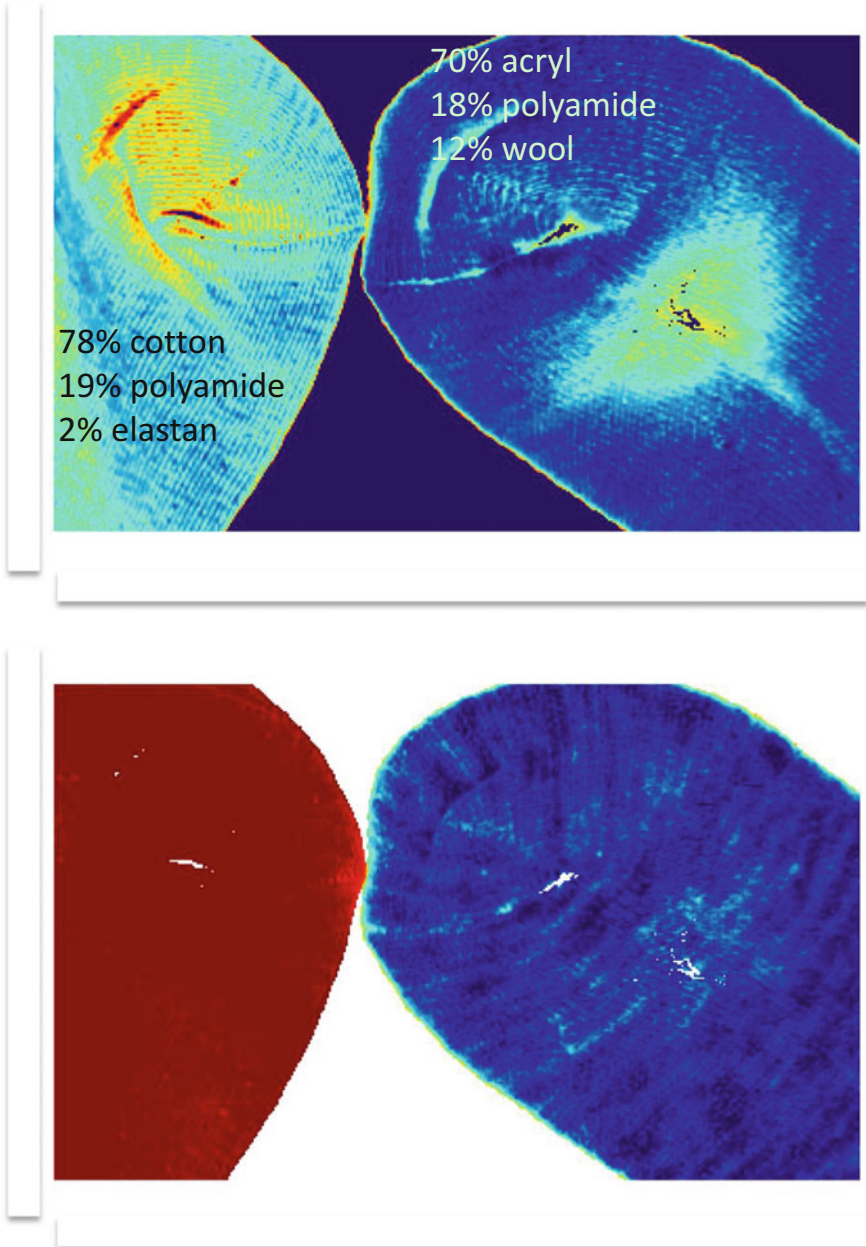 70% acryl
18% polyamide
12% wool
78% cotton
19% polyamide
2% elastan